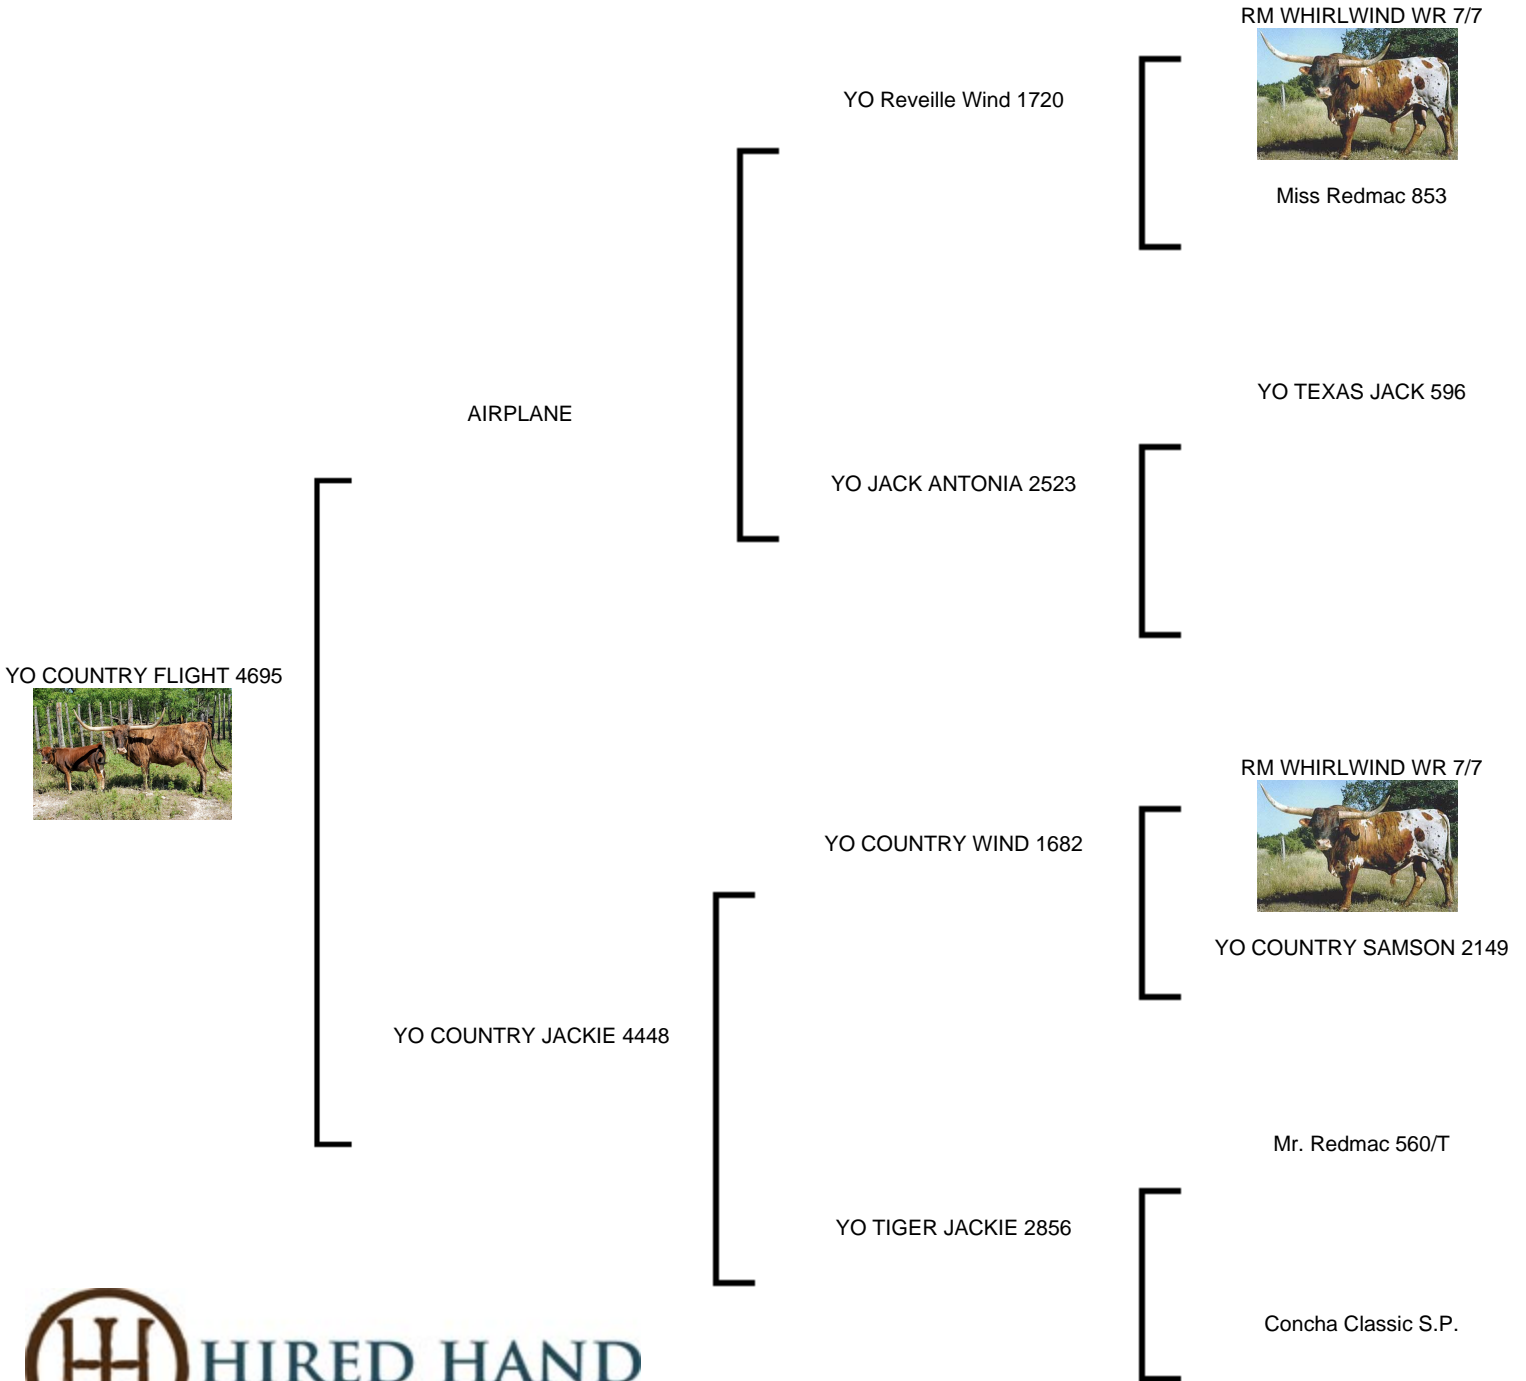 RM WHIRLWIND WR 7/7
YO Reveille Wind 1720
Miss Redmac 853
YO TEXAS JACK 596
AIRPLANE
YO JACK ANTONIA 2523
YO COUNTRY FLIGHT 4695
RM WHIRLWIND WR 7/7
YO COUNTRY WIND 1682
YO COUNTRY SAMSON 2149
YO COUNTRY JACKIE 4448
Mr. Redmac 560/T
YO TIGER JACKIE 2856
Concha Classic S.P.
HIRED HAND